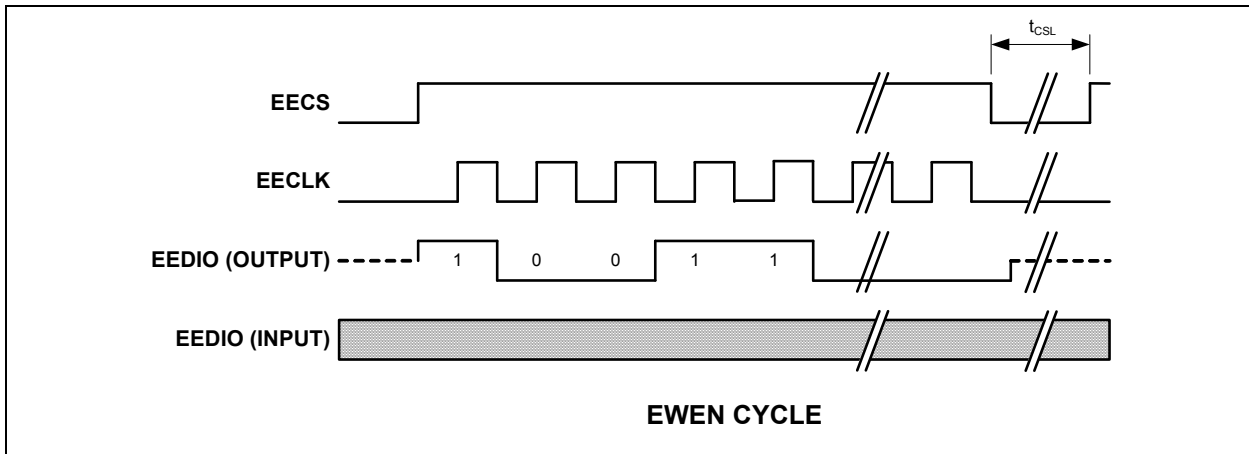 tCSL
EECS
EECLK
EEDIO (OUTPUT)
1 0 0 1 1
EEDIO (INPUT)
EWEN CYCLE